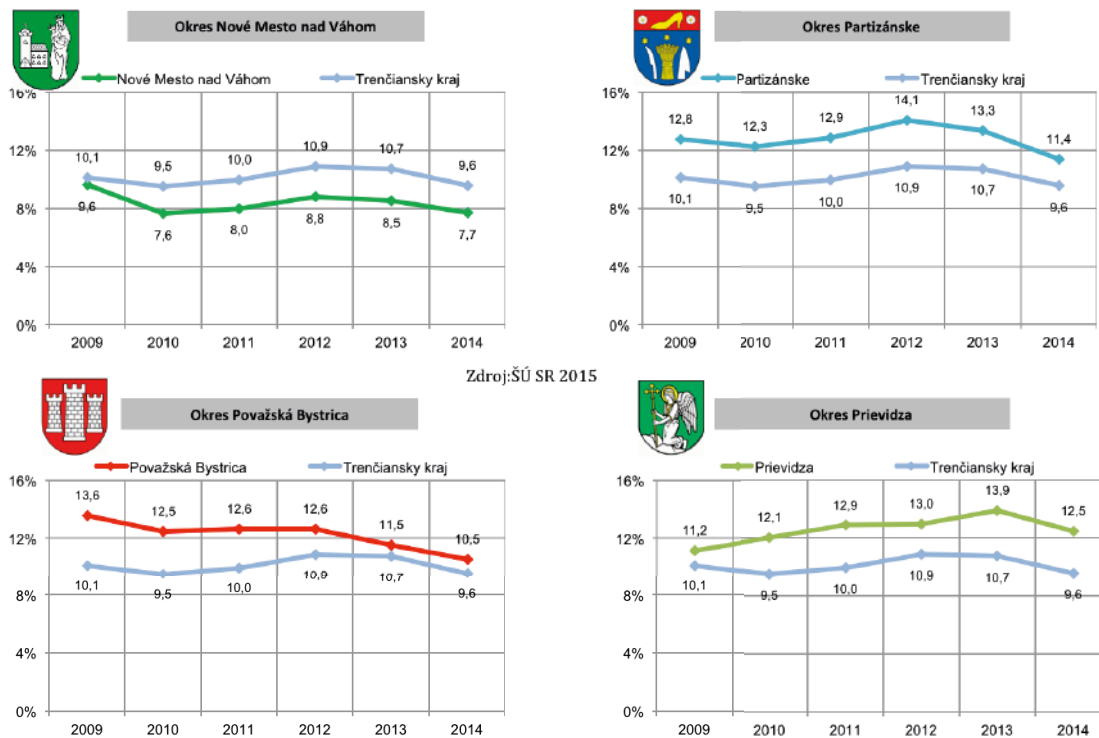 Okres Nové Mesto nad Váhom
Nové Mesto nad Váhom Trenčiansky kraj
16%
12%
8%
4%
0%
10,1 9,5 10,0 10,9 10,7 9,6
9,6 7,6 8,0 8,8 8,5 7,7
2009 2010 2011 2012 2013 2014
Okres Partizánske
Partizánske Trenčiansky kraj
16%
12%
8%
4%
0%
12,8 12,3 12,9 14,1 13,3 11,4
10,1 9,5 10,0 10,9 10,7 9,6
2009 2010 2011 2012 2013 2014
Zdroj:ŠÚ SR 2015
Okres Považská Bystrica
Považská Bystrica Trenčiansky kraj
16%
12%
8%
4%
0%
13,6 12,5 12,6 12,6 11,5 10,5
10,1 9,5 10,0 10,9 10,7 9,6
2009 2010 2011 2012 2013 2014
Okres Prievidza
Prievidza Trenčiansky kraj
16%
12%
8%
4%
0%
11,2 12,1 12,9 13,0 13,9 12,5
10,1 9,5 10,0 10,9 10,7 9,6
2009 2010 2011 2012 2013 2014